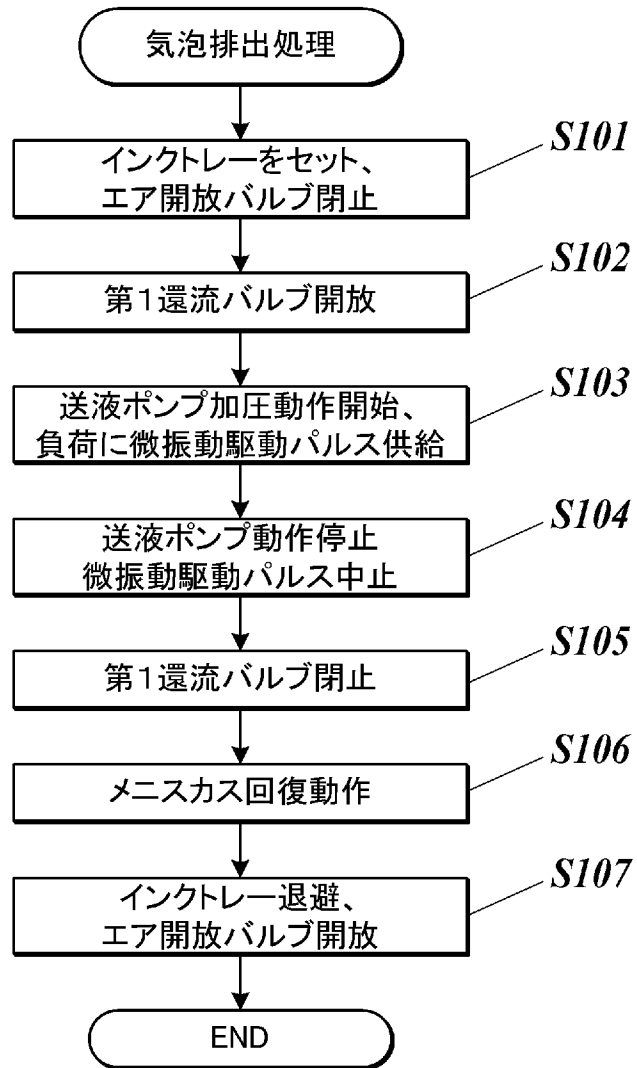 気泡排出処理
S101
インクトレーをセット、
エア開放バルブ閉止
S102
第1還流バルブ開放
S103
送液ポンプ加圧動作開始、
負荷に微振動駆動パルス供給
S104
送液ポンプ動作停止
微振動駆動パルス中止
S105
第1還流バルブ閉止
S106
メニスカス回復動作
S107
インクトレー退避、
エア開放バルブ開放
END